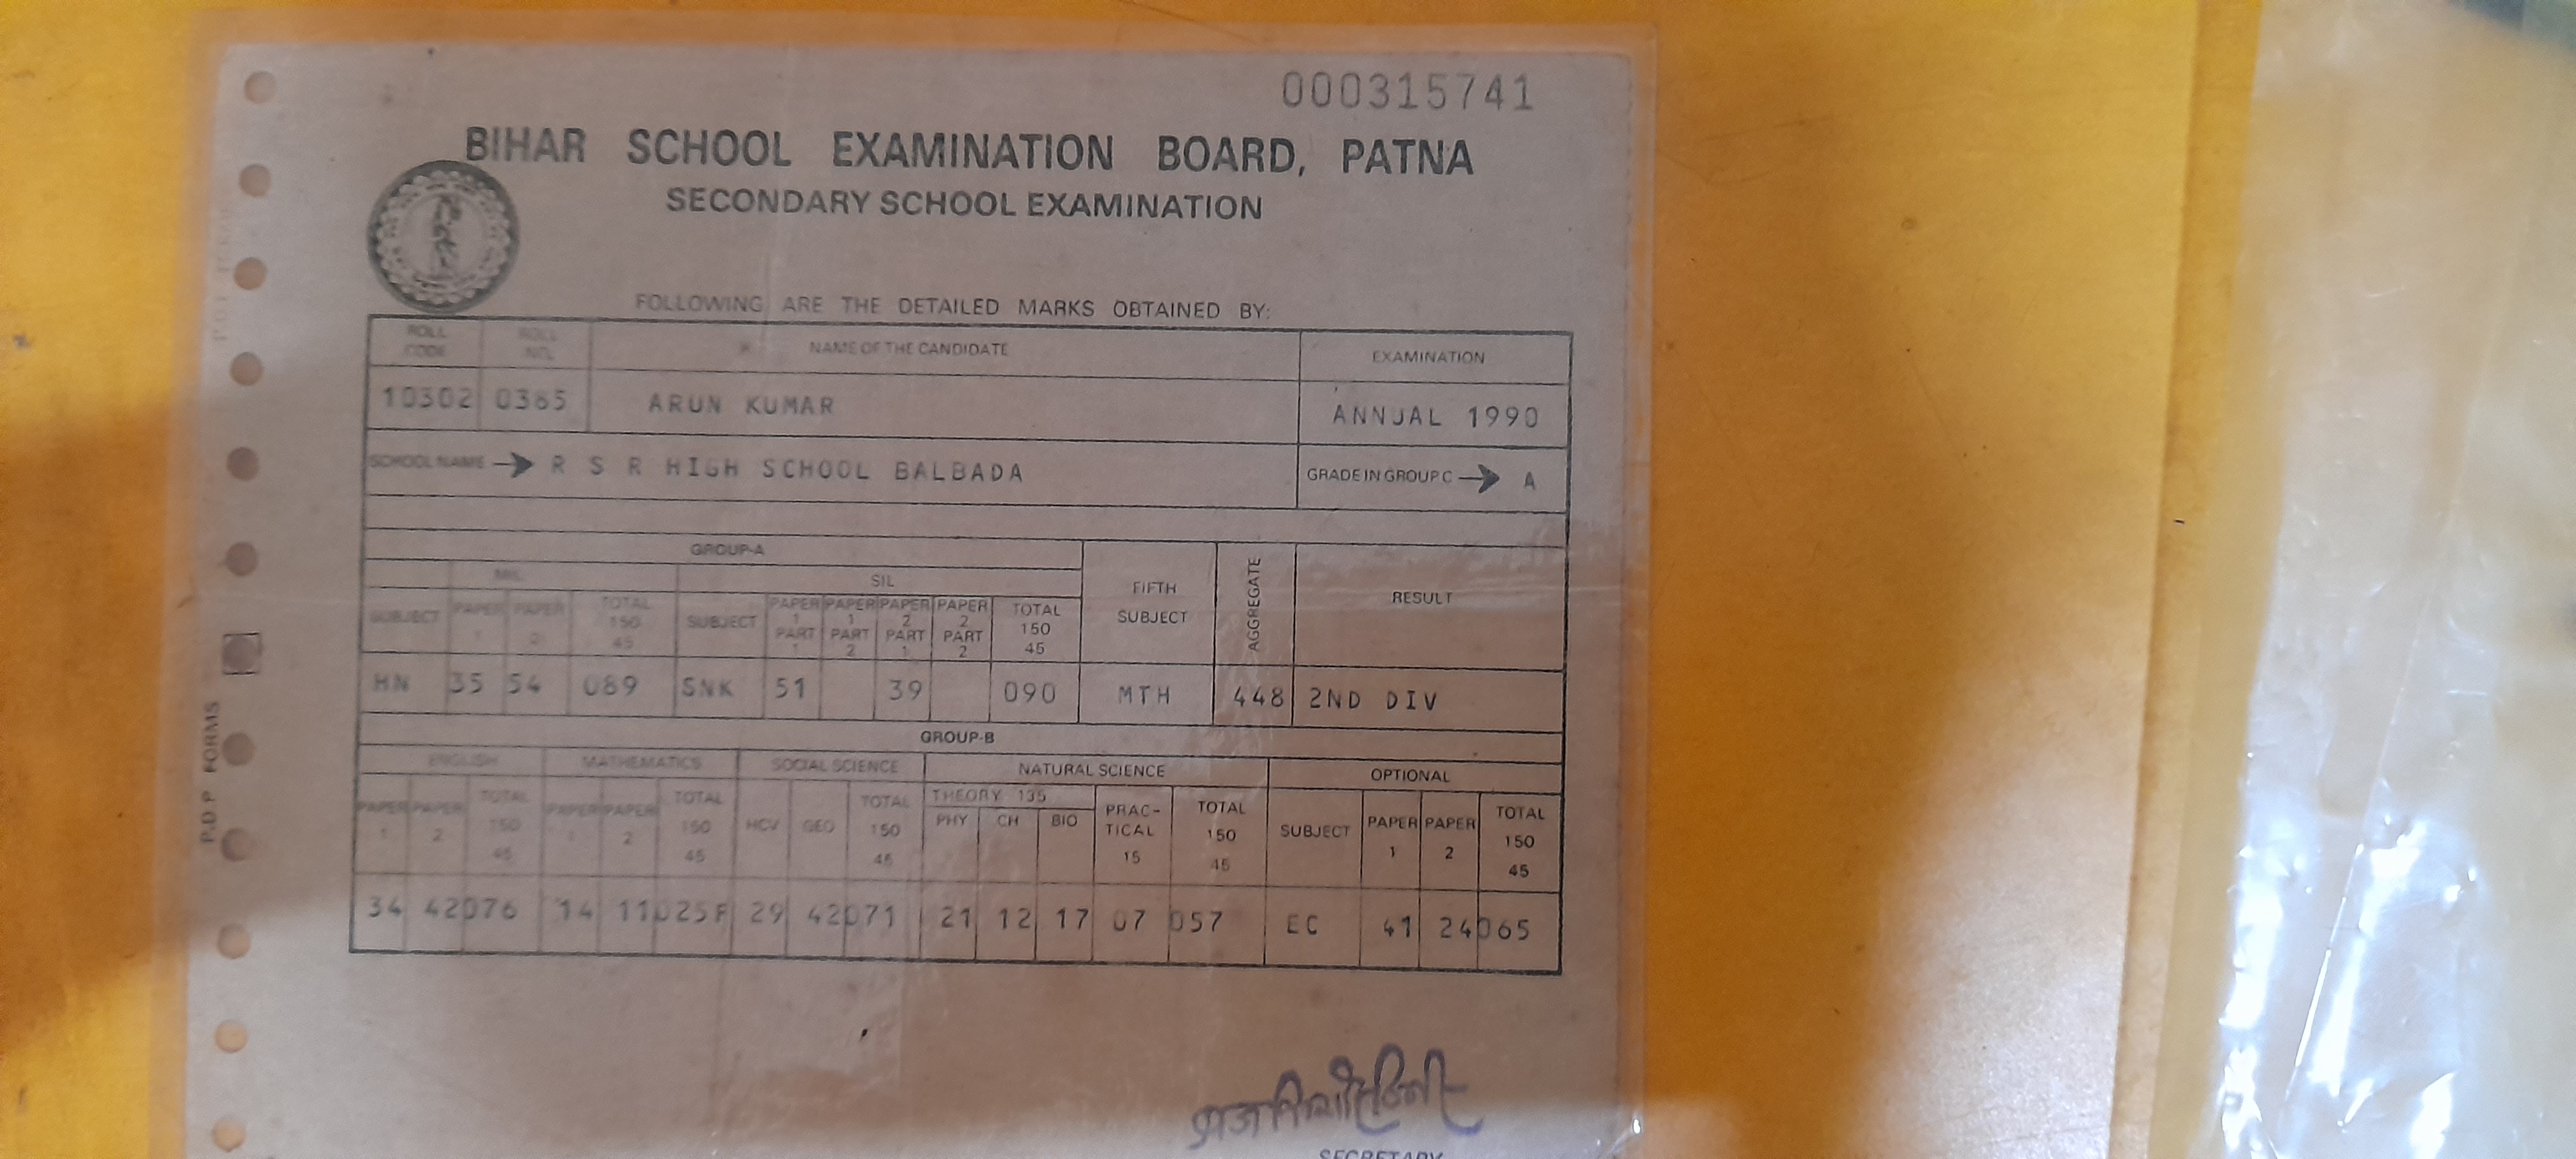 000315741
BIHAR SCHOOL EXAMINATION BOARD, PATNA
SECONDARY SCHOOL EXAMINATION
FOLLOWING ARE THE DETAILED MARKS OBTAINED BY:
ROLL CODE ROLL NO. NAME OF THE CANDIDATE EXAMINATION
10302 0385 ARUN KUMAR ANNUAL 1990
SCHOOL NAME → R S R HIGH SCHOOL BALBADA GRADE IN GROUP C → A
GROUP-A
MIL SIL FIFTH SUBJECT AGGREGATE RESULT
SUBJECT PAPER 1 PAPER 2 TOTAL 150 45 SUBJECT PAPER 1 PART 1 PAPER 1 PART 2 PAPER 2 PART 1 PAPER 2 PART 2 TOTAL 150 45
HN 35 54 089 SNK 51 39 090 MTH 448 2ND DIV
GROUP-B
ENGLISH MATHEMATICS SOCIAL SCIENCE NATURAL SCIENCE OPTIONAL
PAPER 1 PAPER 2 TOTAL 150 45 PAPER 1 PAPER 2 TOTAL 150 45 HCV GEO TOTAL 150 45 THEORY 135 PHY CH BIO PRAC-TICAL 15 TOTAL 150 45 SUBJECT PAPER 1 PAPER 2 TOTAL 150 45
34 42 076 14 11 025F 29 42 071 21 12 17 07 057 EC 41 24 065
P.D.P FORMS
SECRETARY